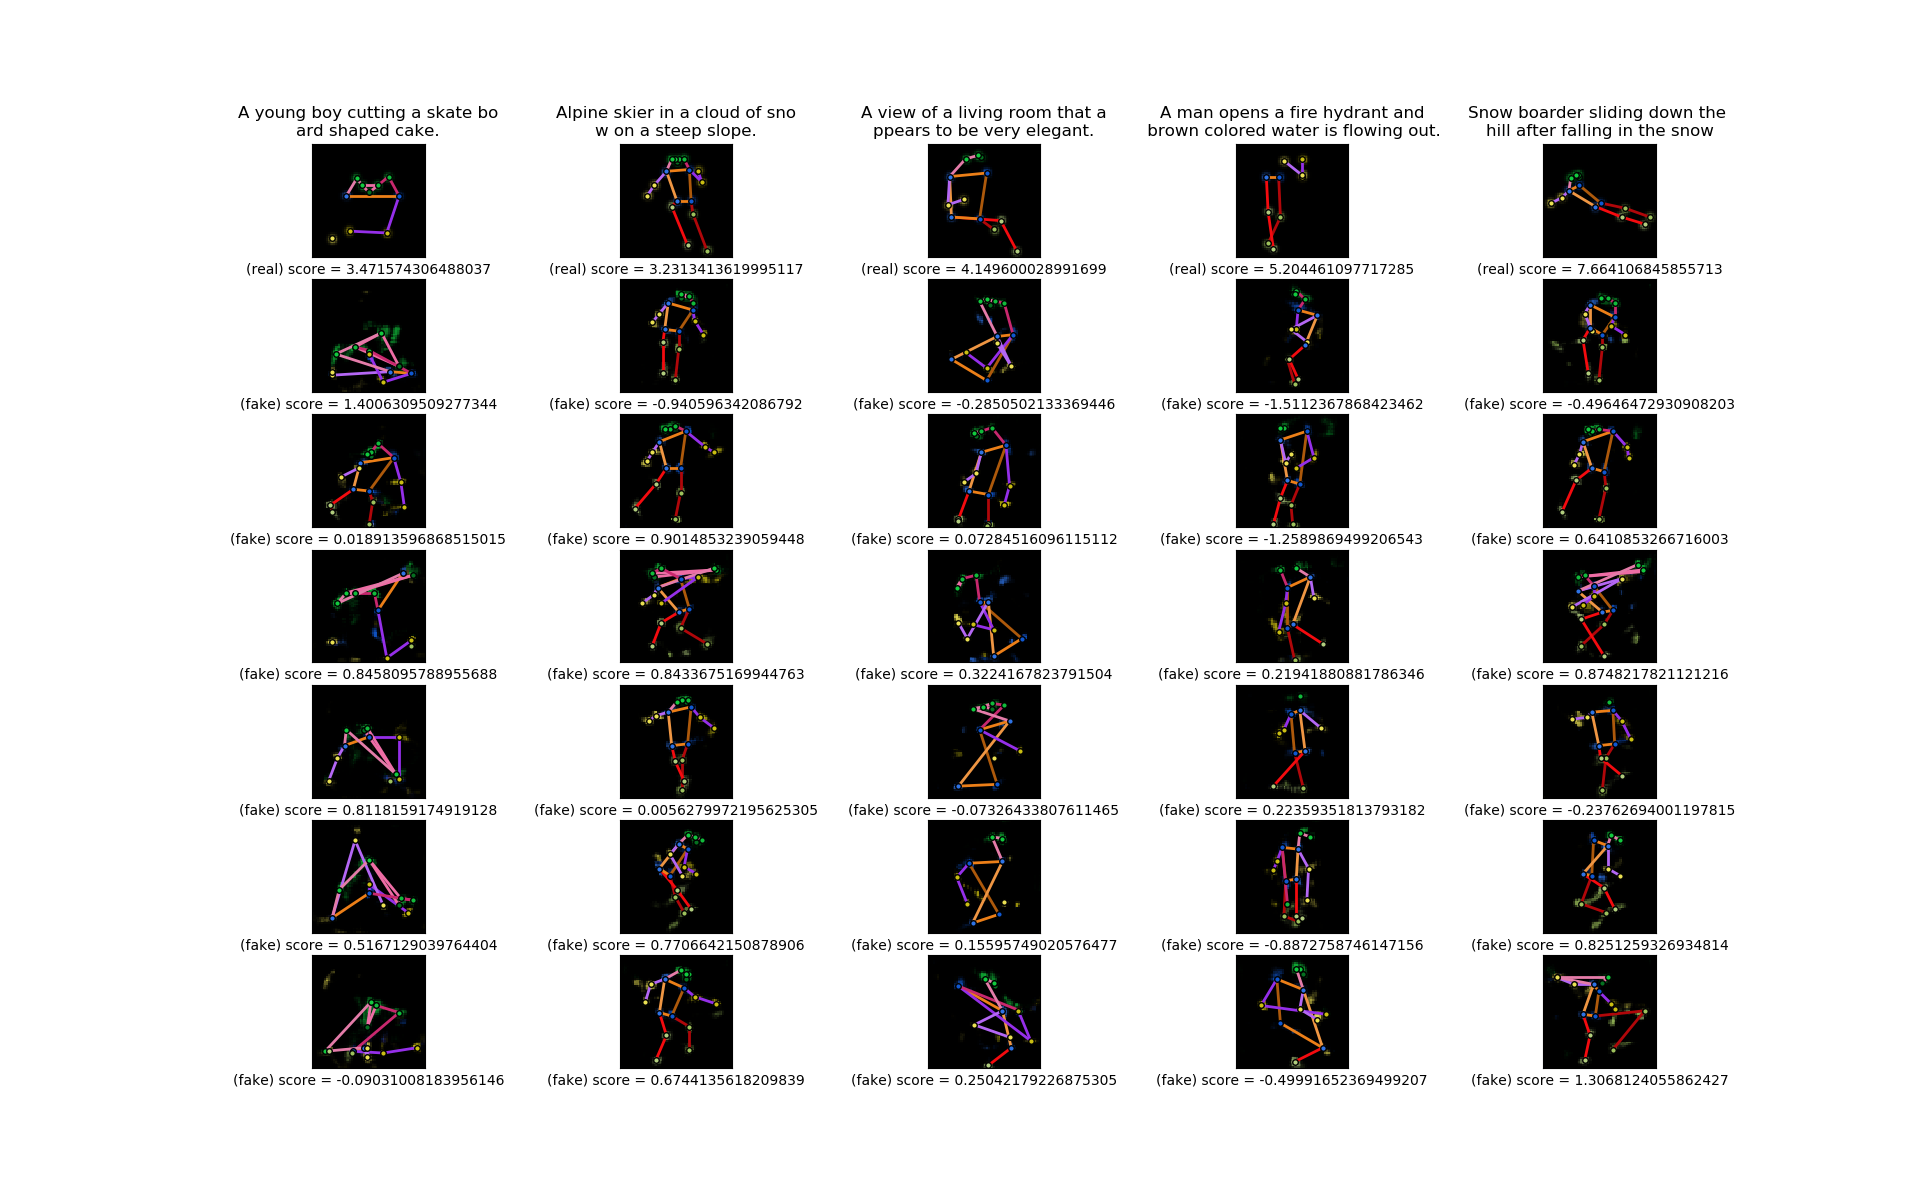 A young boy cutting a skate bo
ard shaped cake.
Alpine skier in a cloud of sno
w on a steep slope.
A view of a living room that a
ppears to be very elegant.
A man opens a fire hydrant and
brown colored water is flowing out.
Snow boarder sliding down the
hill after falling in the snow
(real) score = 3.471574306488037
(real) score = 3.2313413619995117
(real) score = 4.149600028991699
(real) score = 5.204461097717285
(real) score = 7.664106845855713
(fake) score = 1.4006309509277344
(fake) score = -0.940596342086792
(fake) score = -0.2850502133369446
(fake) score = -1.5112367868423462
(fake) score = -0.49646472930908203
(fake) score = 0.018913596868515015
(fake) score = 0.9014853239059448
(fake) score = 0.07284516096115112
(fake) score = -1.2589869499206543
(fake) score = 0.6410853266716003
(fake) score = 0.8458095788955688
(fake) score = 0.8433675169944763
(fake) score = 0.3224167823791504
(fake) score = 0.21941880881786346
(fake) score = 0.8748217821121216
(fake) score = 0.8118159174919128
(fake) score = 0.0056279972195625305
(fake) score = -0.07326433807611465
(fake) score = 0.22359351813793182
(fake) score = -0.23762694001197815
(fake) score = 0.5167129039764404
(fake) score = 0.7706642150878906
(fake) score = 0.15595749020576477
(fake) score = -0.8872758746147156
(fake) score = 0.8251259326934814
(fake) score = -0.09031008183956146
(fake) score = 0.6744135618209839
(fake) score = 0.25042179226875305
(fake) score = -0.49991652369499207
(fake) score = 1.3068124055862427